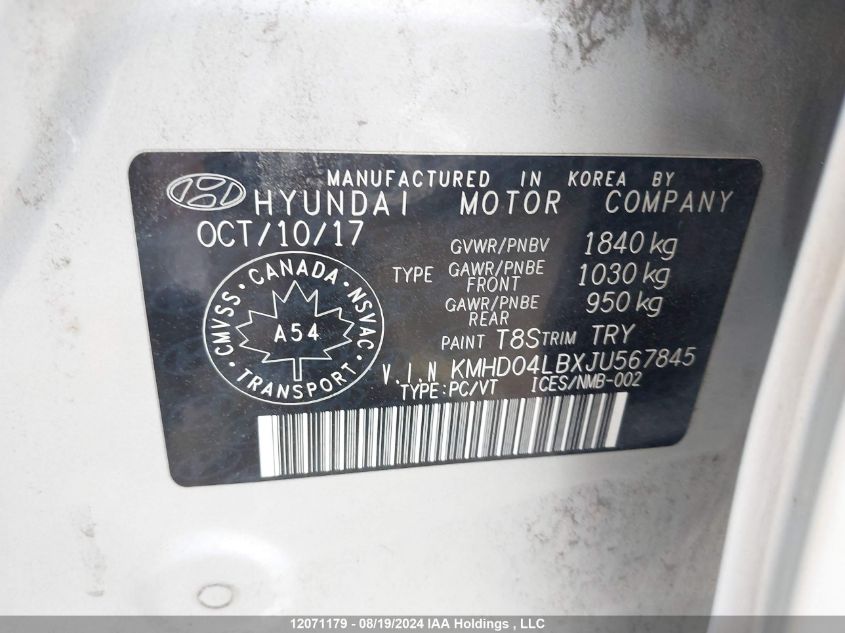 MANUFACTURED IN KOREA BY
HYUNDAI MOTOR COMPANY
OCT/10/17
GVWR/PNBV 1840 kg
TYPE GAWR/PNBE FRONT 1030 kg
GAWR/PNBE REAR 950 kg
PAINT T8S TRIM TRY
V.I.N KMHD04LBXJU567845
TYPE:PC/VT ICES/NMB-002
CMVSS · CANADA · NSVAC
A54
TRANSPORT
12071179 - 08/19/2024 IAA Holdings , LLC